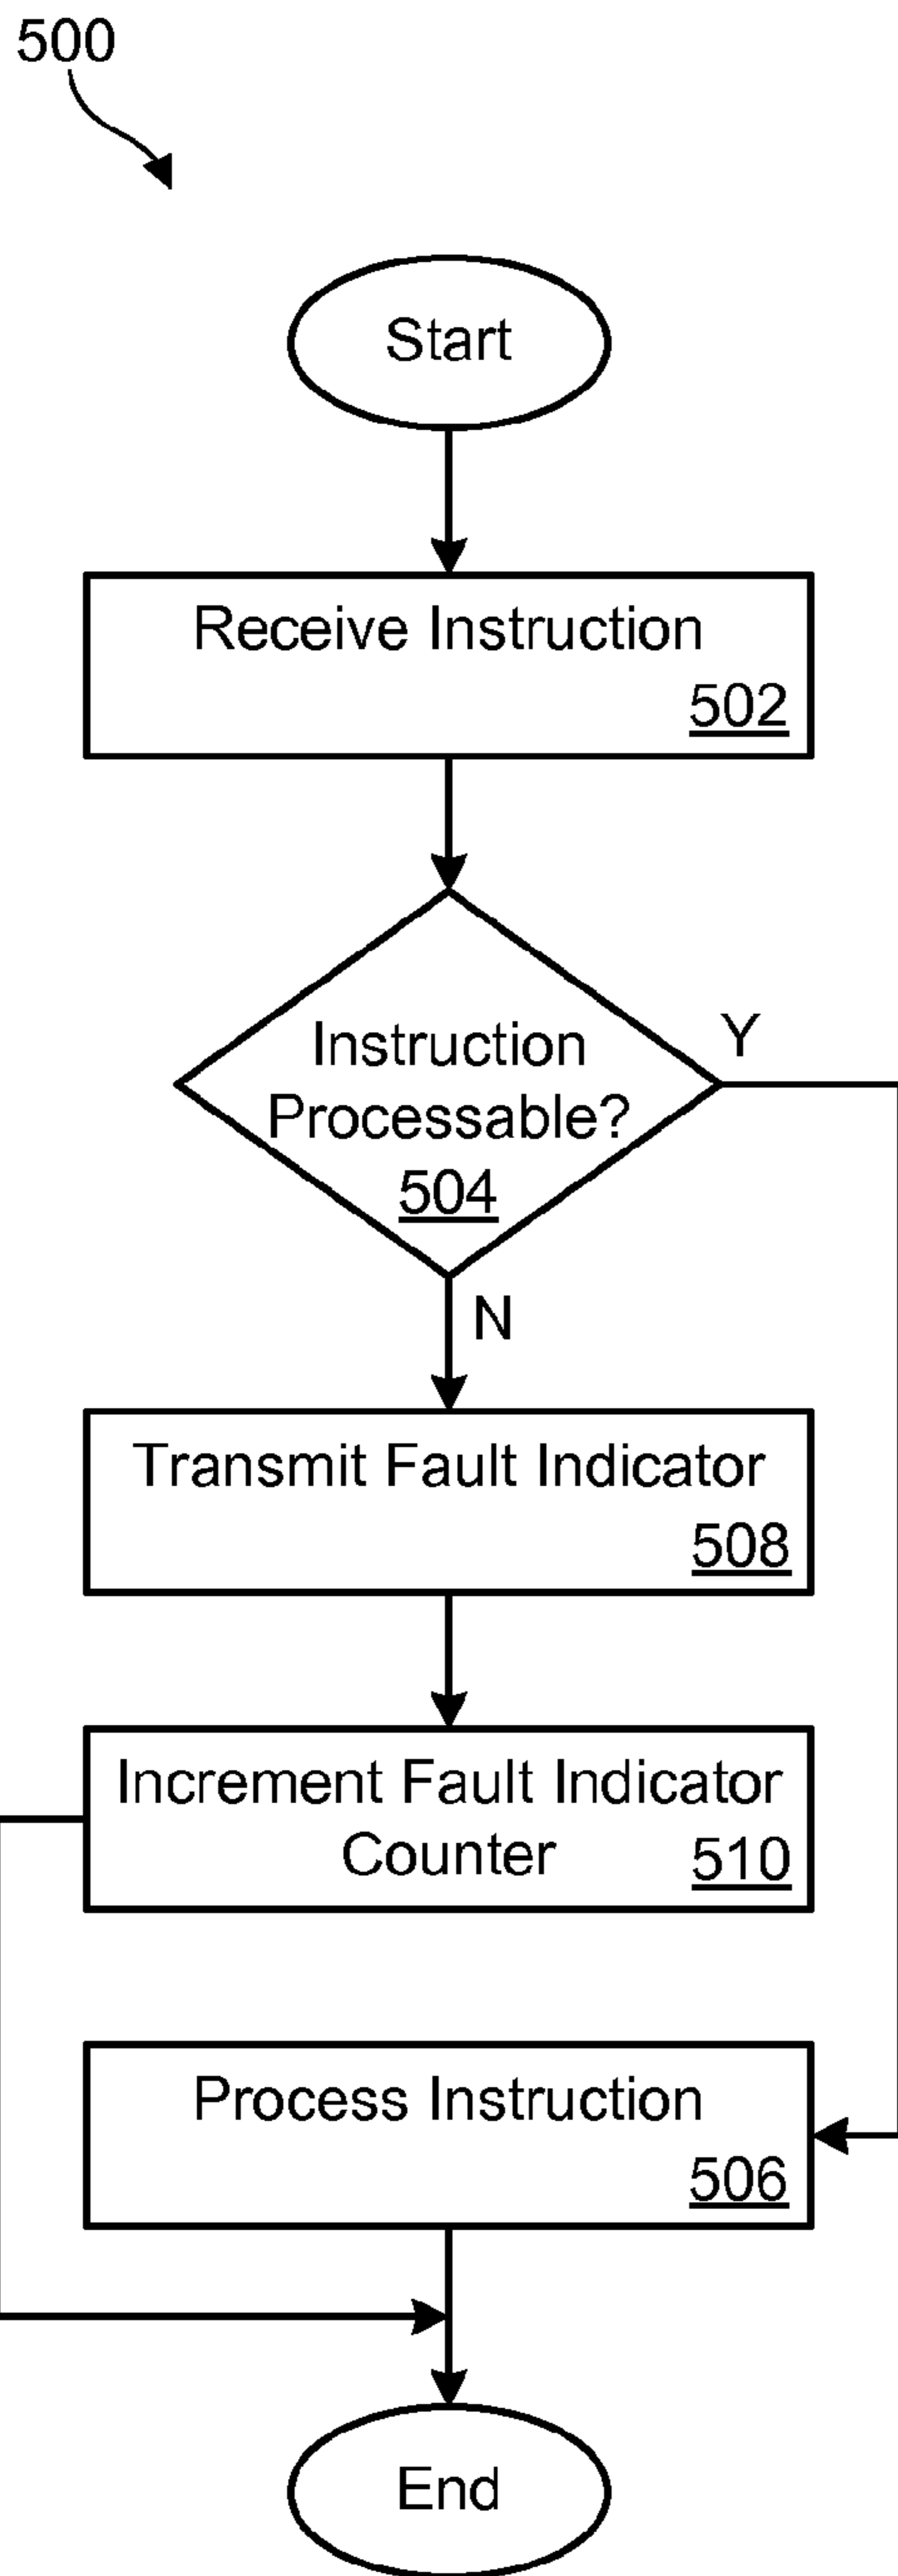 500
Start
Receive Instruction
502
Instruction
Processable?
504
Y
N
Transmit Fault Indicator
508
Increment Fault Indicator
Counter 510
Process Instruction
506
End